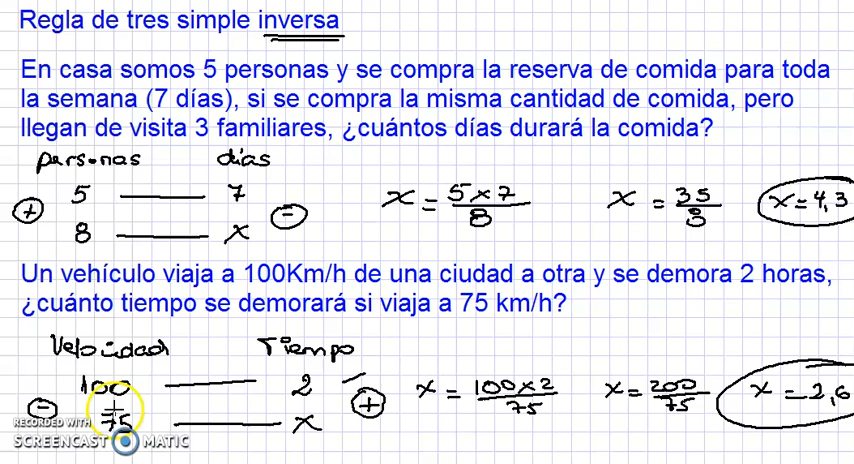 Regla de tres simple inversa
En casa somos 5 personas y se compra la reserva de comida para toda
la semana (7 días), si se compra la misma cantidad de comida, pero
llegan de visita 3 familiares, ¿cuántos días durará la comida?
personas días
5 — 7
+ −
8 — x
x = 5 x 7 / 8 x = 35 / 8 x = 4,3
Un vehículo viaja a 100Km/h de una ciudad a otra y se demora 2 horas,
¿cuánto tiempo se demorará si viaja a 75 km/h?
Velocidad Tiempo
100 — 2
− +
75 — x
x = 100 x 2 / 75 x = 200 / 75 x = 2,6
RECORDED WITH
SCREENCAST MATIC